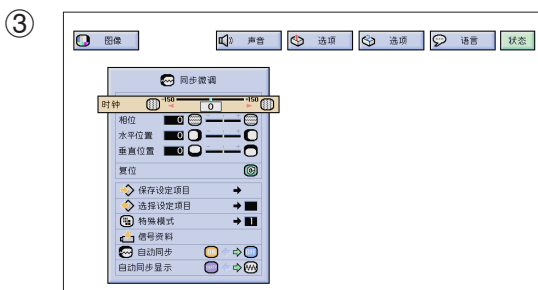 ③
图像 声音 选项 选项 语言 状态
同步微调
时钟 -150 0 +150
相位 0
水平位置 0
垂直位置 0
复位
保存设定项目
选择设定项目
特殊模式 1
信号资料
自动同步
自动同步显示